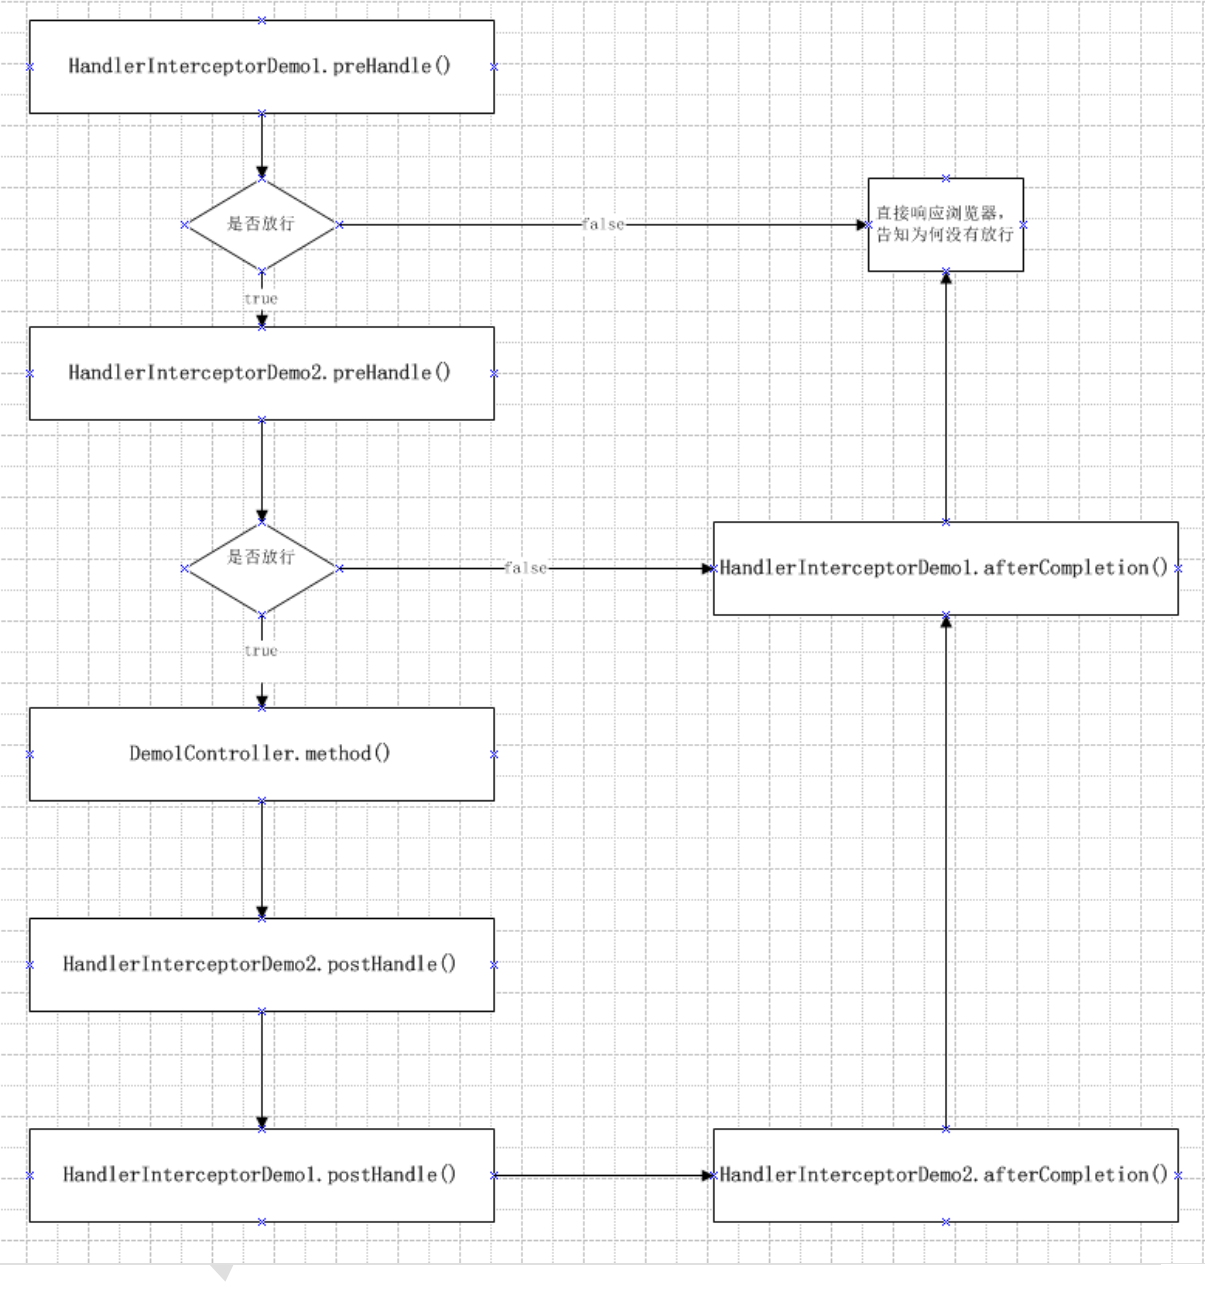 HandlerInterceptorDemo1.preHandle()
是否放行
false
直接响应浏览器，
告知为何没有放行
true
HandlerInterceptorDemo2.preHandle()
是否放行
false
HandlerInterceptorDemo1.afterCompletion()
true
Demo1Controller.method()
HandlerInterceptorDemo2.postHandle()
HandlerInterceptorDemo1.postHandle()
HandlerInterceptorDemo2.afterCompletion()